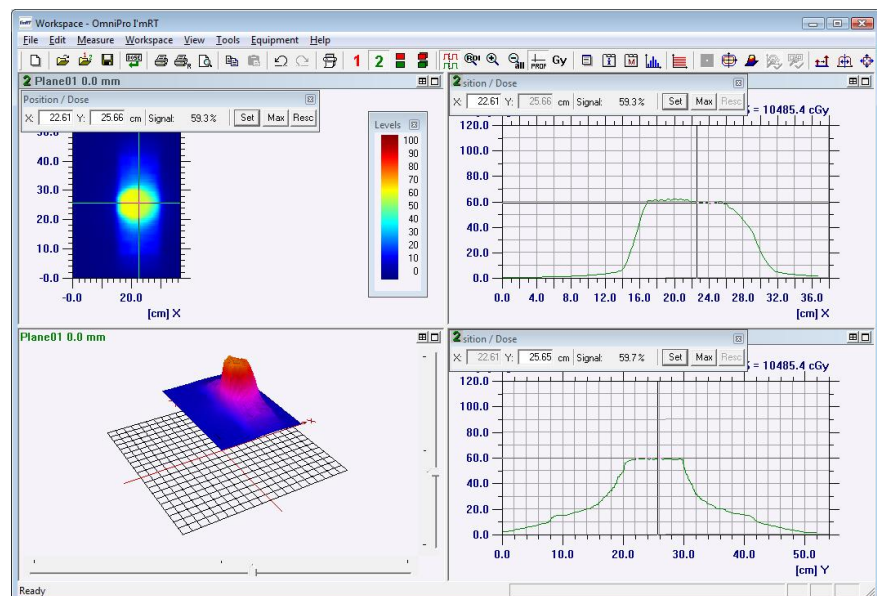 Workspace - OmniPro I'mRT
File Edit Measure Workspace View Tools Equipment Help
1 2 ROI PROF Gy
2 Plane01 0.0 mm
Position / Dose
X: 22.61 Y: 25.66 cm Signal: 59.3 % Set Max Resc
40.0
30.0
20.0
10.0
-0.0
-0.0 20.0
[cm] X
Levels
100
90
80
70
60
50
40
30
20
10
0
2 sition / Dose
X: 22.61 Y: 25.66 cm Signal: 59.3 % Set Max Resc
= 10485.4 cGy
120.0
100.0
80.0
60.0
40.0
20.0
0.0
0.0 4.0 8.0 12.0 16.0 20.0 24.0 28.0 32.0 36.0
[cm] X
Plane01 0.0 mm
2 sition / Dose
X: 22.61 Y: 25.65 cm Signal: 59.7 % Set Max Resc
= 10485.4 cGy
120.0
100.0
80.0
60.0
40.0
20.0
0.0
0.0 10.0 20.0 30.0 40.0 50.0
[cm] Y
Ready